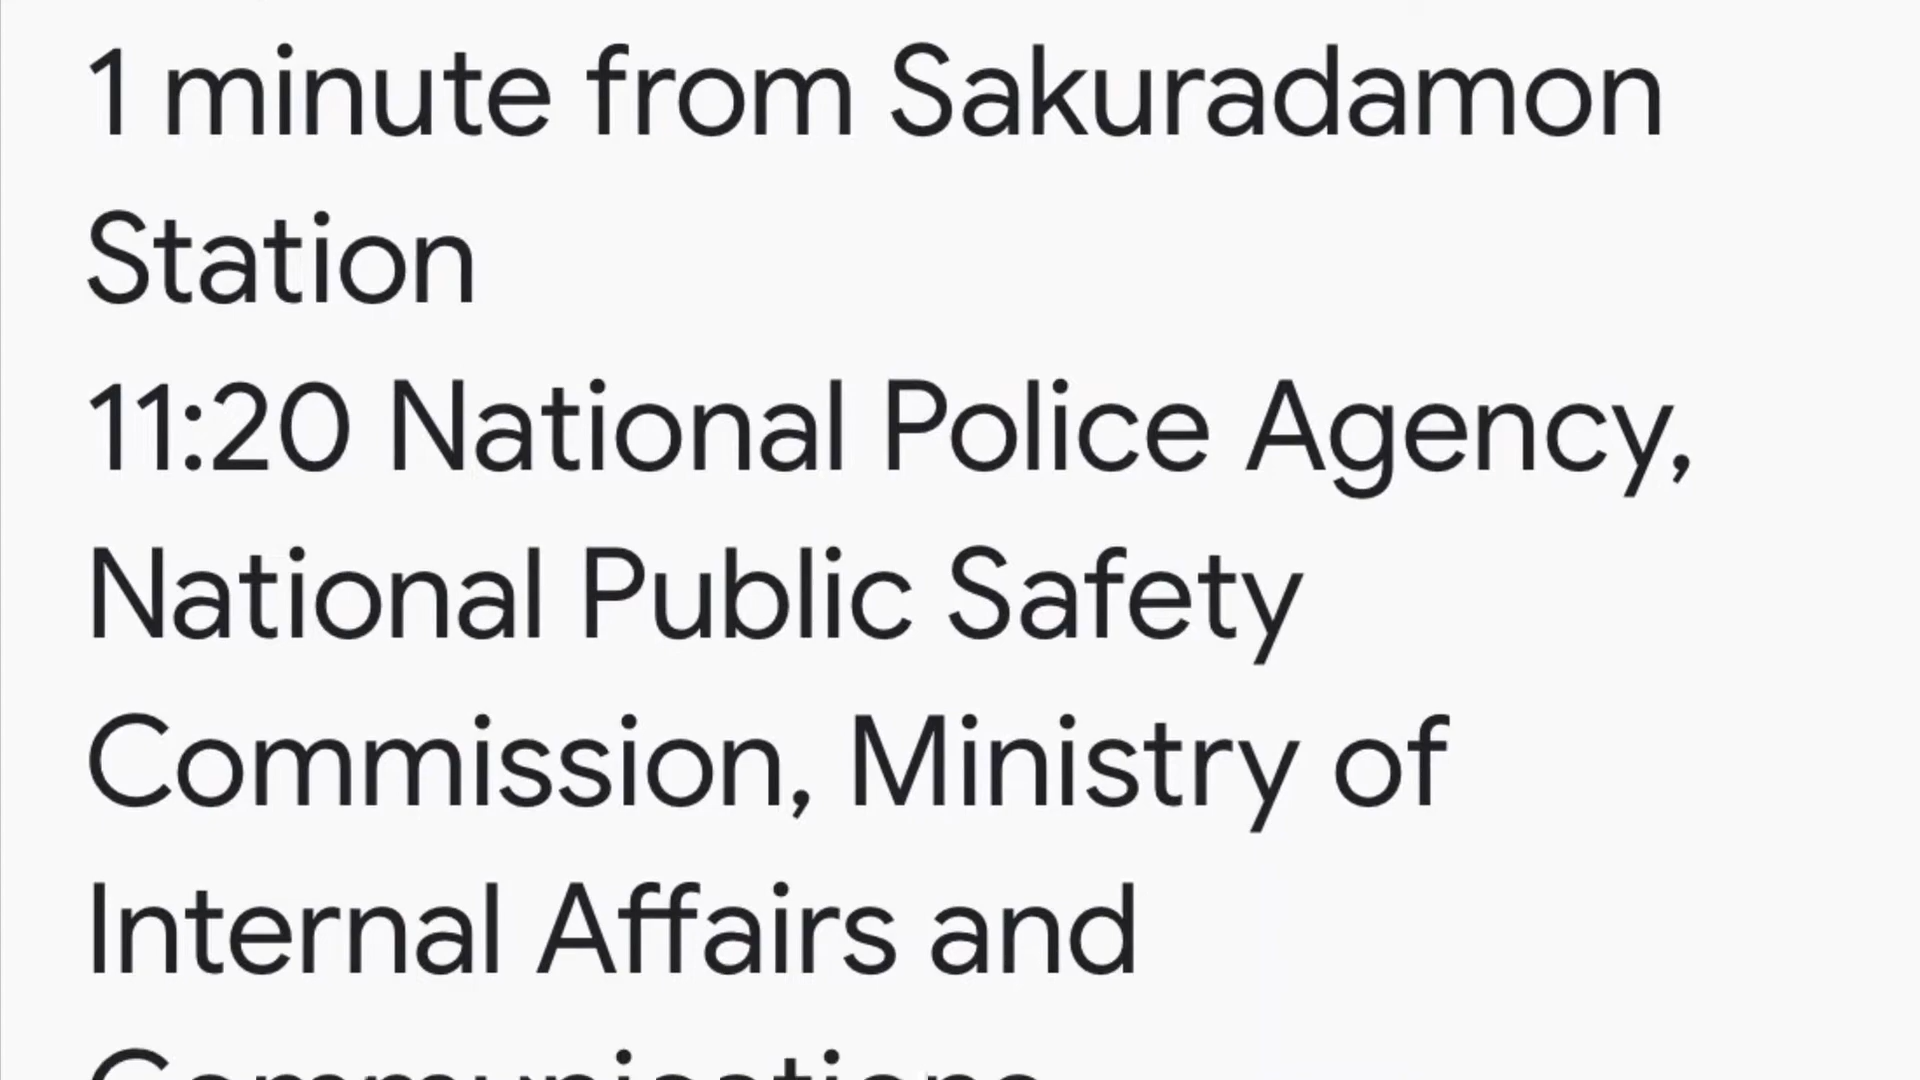 1 minute from Sakuradamon
Station
11:20 National Police Agency,
National Public Safety
Commission, Ministry of
Internal Affairs and
Communications